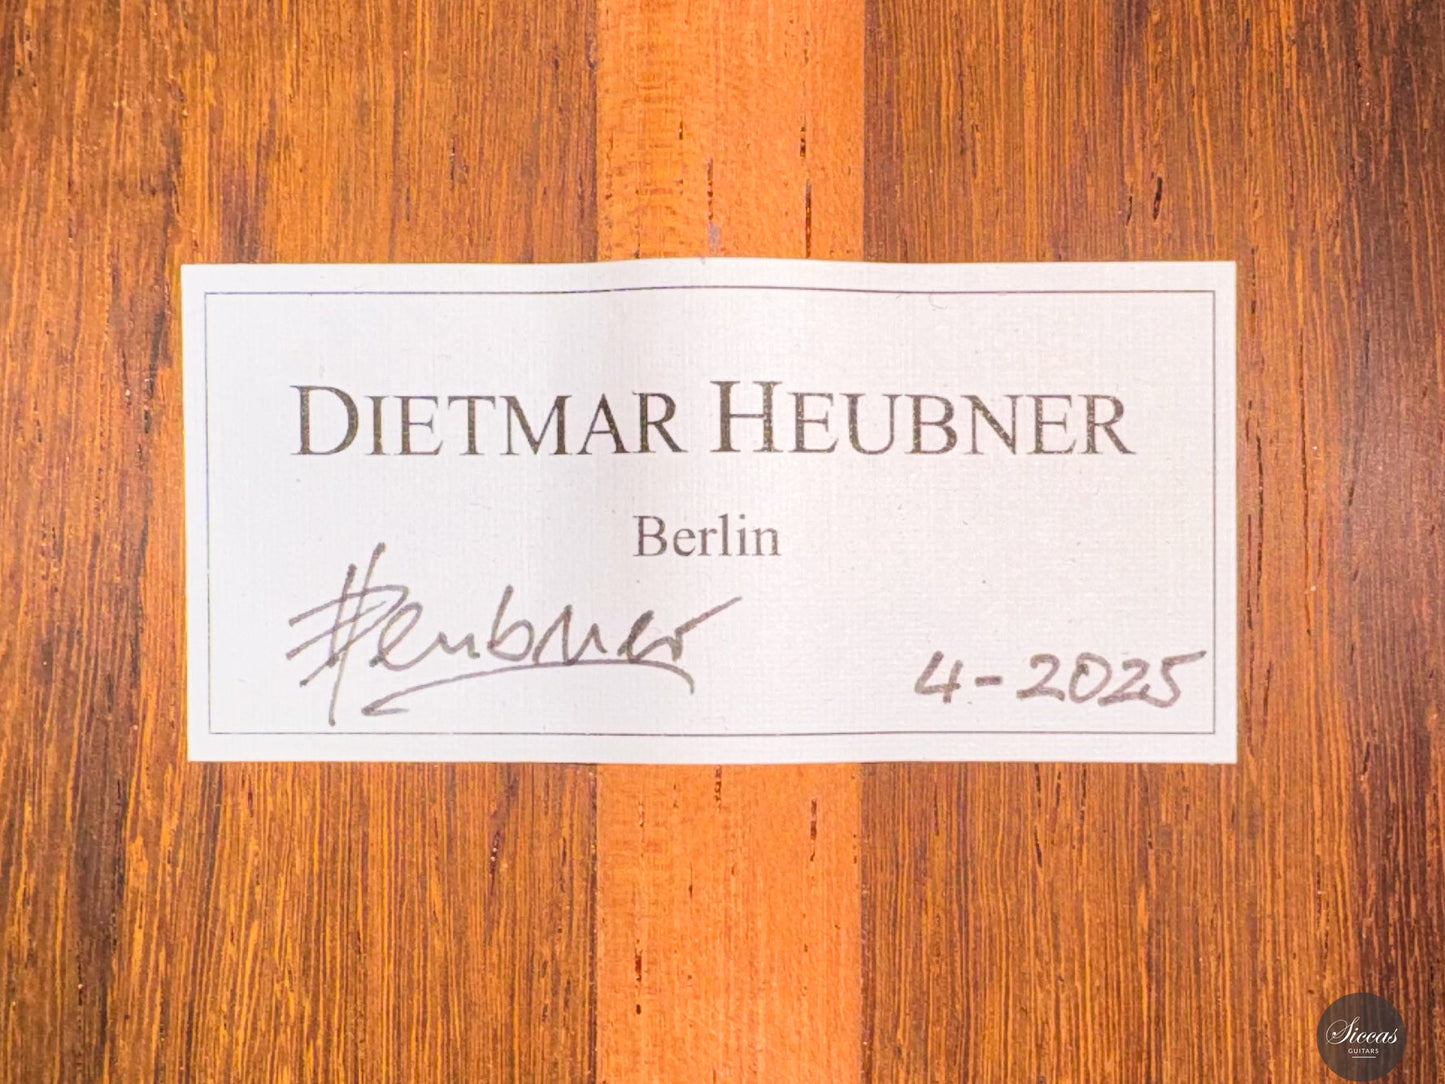 DIETMAR HEUBNER
Berlin
Heubner
4-2025
Siccas
GUITARS